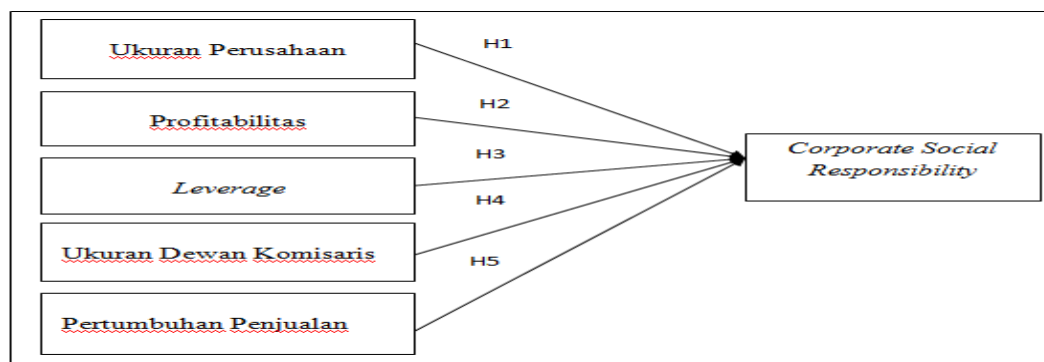 Ukuran Perusahaan
H1
Profitabilitas
H2
Leverage
H3
Ukuran Dewan Komisaris
H4
Pertumbuhan Penjualan
H5
Corporate Social
Responsibility